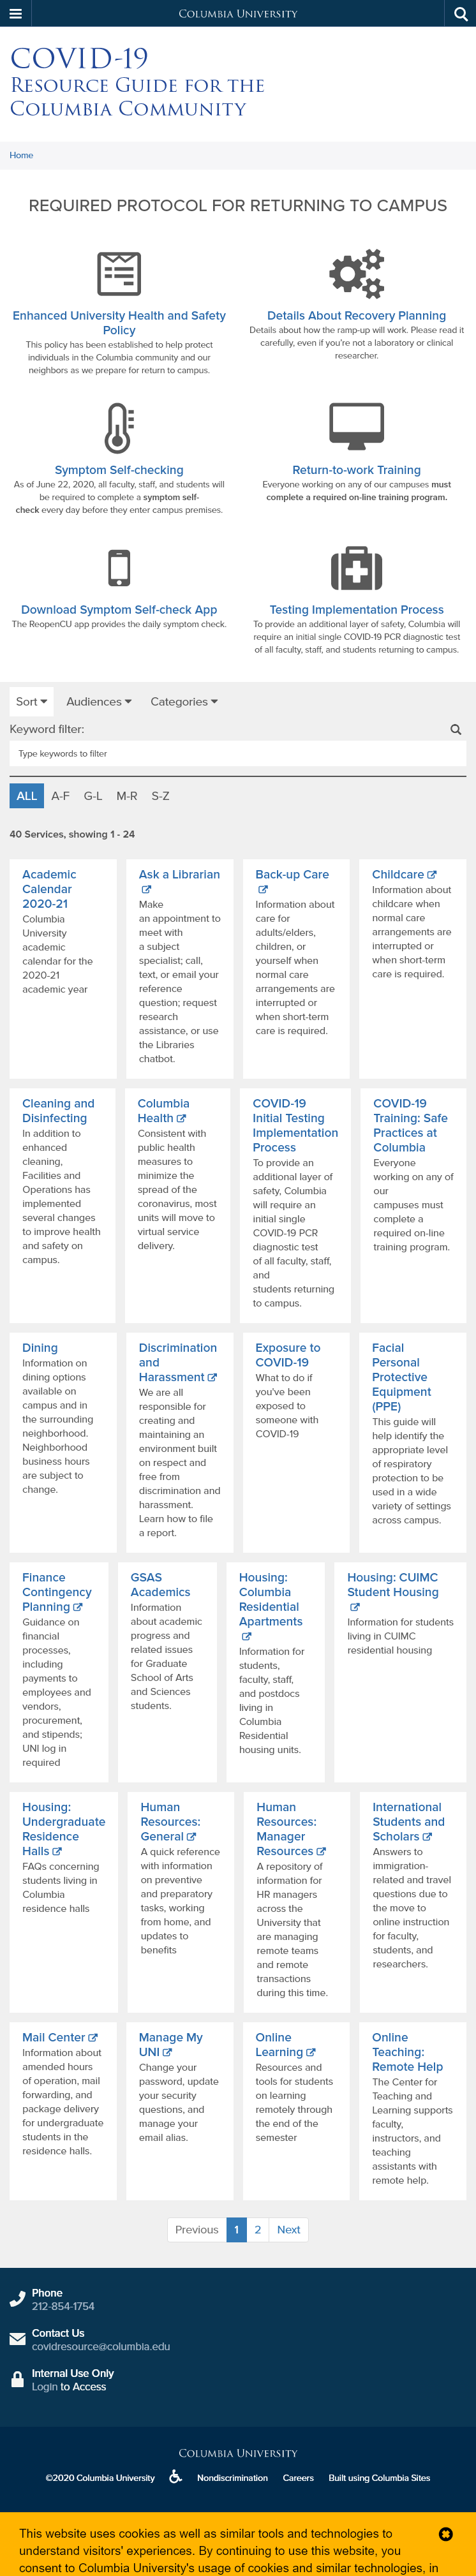 COLUMBIA UNIVERSITY
COVID-19
RESOURCE GUIDE FOR THE
COLUMBIA COMMUNITY
Home
REQUIRED PROTOCOL FOR RETURNING TO CAMPUS
Enhanced University Health and Safety
Policy
This policy has been established to help protect
individuals in the Columbia community and our
neighbors as we prepare for return to campus.
Details About Recovery Planning
Details about how the ramp-up will work. Please read it
carefully, even if you're not a laboratory or clinical
researcher.
Symptom Self-checking
As of June 22, 2020, all faculty, staff, and students will
be required to complete a symptom self-
check every day before they enter campus premises.
Return-to-work Training
Everyone working on any of our campuses must
complete a required on-line training program.
Download Symptom Self-check App
The ReopenCU app provides the daily symptom check.
Testing Implementation Process
To provide an additional layer of safety, Columbia will
require an initial single COVID-19 PCR diagnostic test
of all faculty, staff, and students returning to campus.
Sort Audiences Categories
Keyword filter:
Type keywords to filter
ALL A-F G-L M-R S-Z
40 Services, showing 1 - 24
Academic
Calendar
2020-21
Columbia
University
academic
calendar for the
2020-21
academic year
Ask a Librarian
Make
an appointment to
meet with
a subject
specialist; call,
text, or email your
reference
question; request
research
assistance, or use
the Libraries
chatbot.
Back-up Care
Information about
care for
adults/elders,
children, or
yourself when
normal care
arrangements are
interrupted or
when short-term
care is required.
Childcare
Information about
childcare when
normal care
arrangements are
interrupted or
when short-term
care is required.
Cleaning and
Disinfecting
In addition to
enhanced
cleaning,
Facilities and
Operations has
implemented
several changes
to improve health
and safety on
campus.
Columbia
Health
Consistent with
public health
measures to
minimize the
spread of the
coronavirus, most
units will move to
virtual service
delivery.
COVID-19
Initial Testing
Implementation
Process
To provide an
additional layer of
safety, Columbia
will require an
initial single
COVID-19 PCR
diagnostic test
of all faculty, staff,
and
students returning
to campus.
COVID-19
Training: Safe
Practices at
Columbia
Everyone
working on any of
our
campuses must
complete a
required on-line
training program.
Dining
Information on
dining options
available on
campus and in
the surrounding
neighborhood.
Neighborhood
business hours
are subject to
change.
Discrimination
and
Harassment
We are all
responsible for
creating and
maintaining an
environment built
on respect and
free from
discrimination and
harassment.
Learn how to file
a report.
Exposure to
COVID-19
What to do if
you've been
exposed to
someone with
COVID-19
Facial
Personal
Protective
Equipment
(PPE)
This guide will
help identify the
appropriate level
of respiratory
protection to be
used in a wide
variety of settings
across campus.
Finance
Contingency
Planning
Guidance on
financial
processes,
including
payments to
employees and
vendors,
procurement,
and stipends;
UNI log in
required
GSAS
Academics
Information
about academic
progress and
related issues
for Graduate
School of Arts
and Sciences
students.
Housing:
Columbia
Residential
Apartments
Information for
students,
faculty, staff,
and postdocs
living in
Columbia
Residential
housing units.
Housing: CUIMC
Student Housing
Information for students
living in CUIMC
residential housing
Housing:
Undergraduate
Residence
Halls
FAQs concerning
students living in
Columbia
residence halls
Human
Resources:
General
A quick reference
with information
on preventive
and preparatory
tasks, working
from home, and
updates to
benefits
Human
Resources:
Manager
Resources
A repository of
information for
HR managers
across the
University that
are managing
remote teams
and remote
transactions
during this time.
International
Students and
Scholars
Answers to
immigration-
related and travel
questions due to
the move to
online instruction
for faculty,
students, and
researchers.
Mail Center
Information about
amended hours
of operation, mail
forwarding, and
package delivery
for undergraduate
students in the
residence halls.
Manage My
UNI
Change your
password, update
your security
questions, and
manage your
email alias.
Online
Learning
Resources and
tools for students
on learning
remotely through
the end of the
semester
Online
Teaching:
Remote Help
The Center for
Teaching and
Learning supports
faculty,
instructors, and
teaching
assistants with
remote help.
Previous 1 2 Next
Phone
212-854-1754
Contact Us
covidresource@columbia.edu
Internal Use Only
Login to Access
COLUMBIA UNIVERSITY
©2020 Columbia University Nondiscrimination Careers Built using Columbia Sites
This website uses cookies as well as similar tools and technologies to
understand visitors' experiences. By continuing to use this website, you
consent to Columbia University's usage of cookies and similar technologies, in